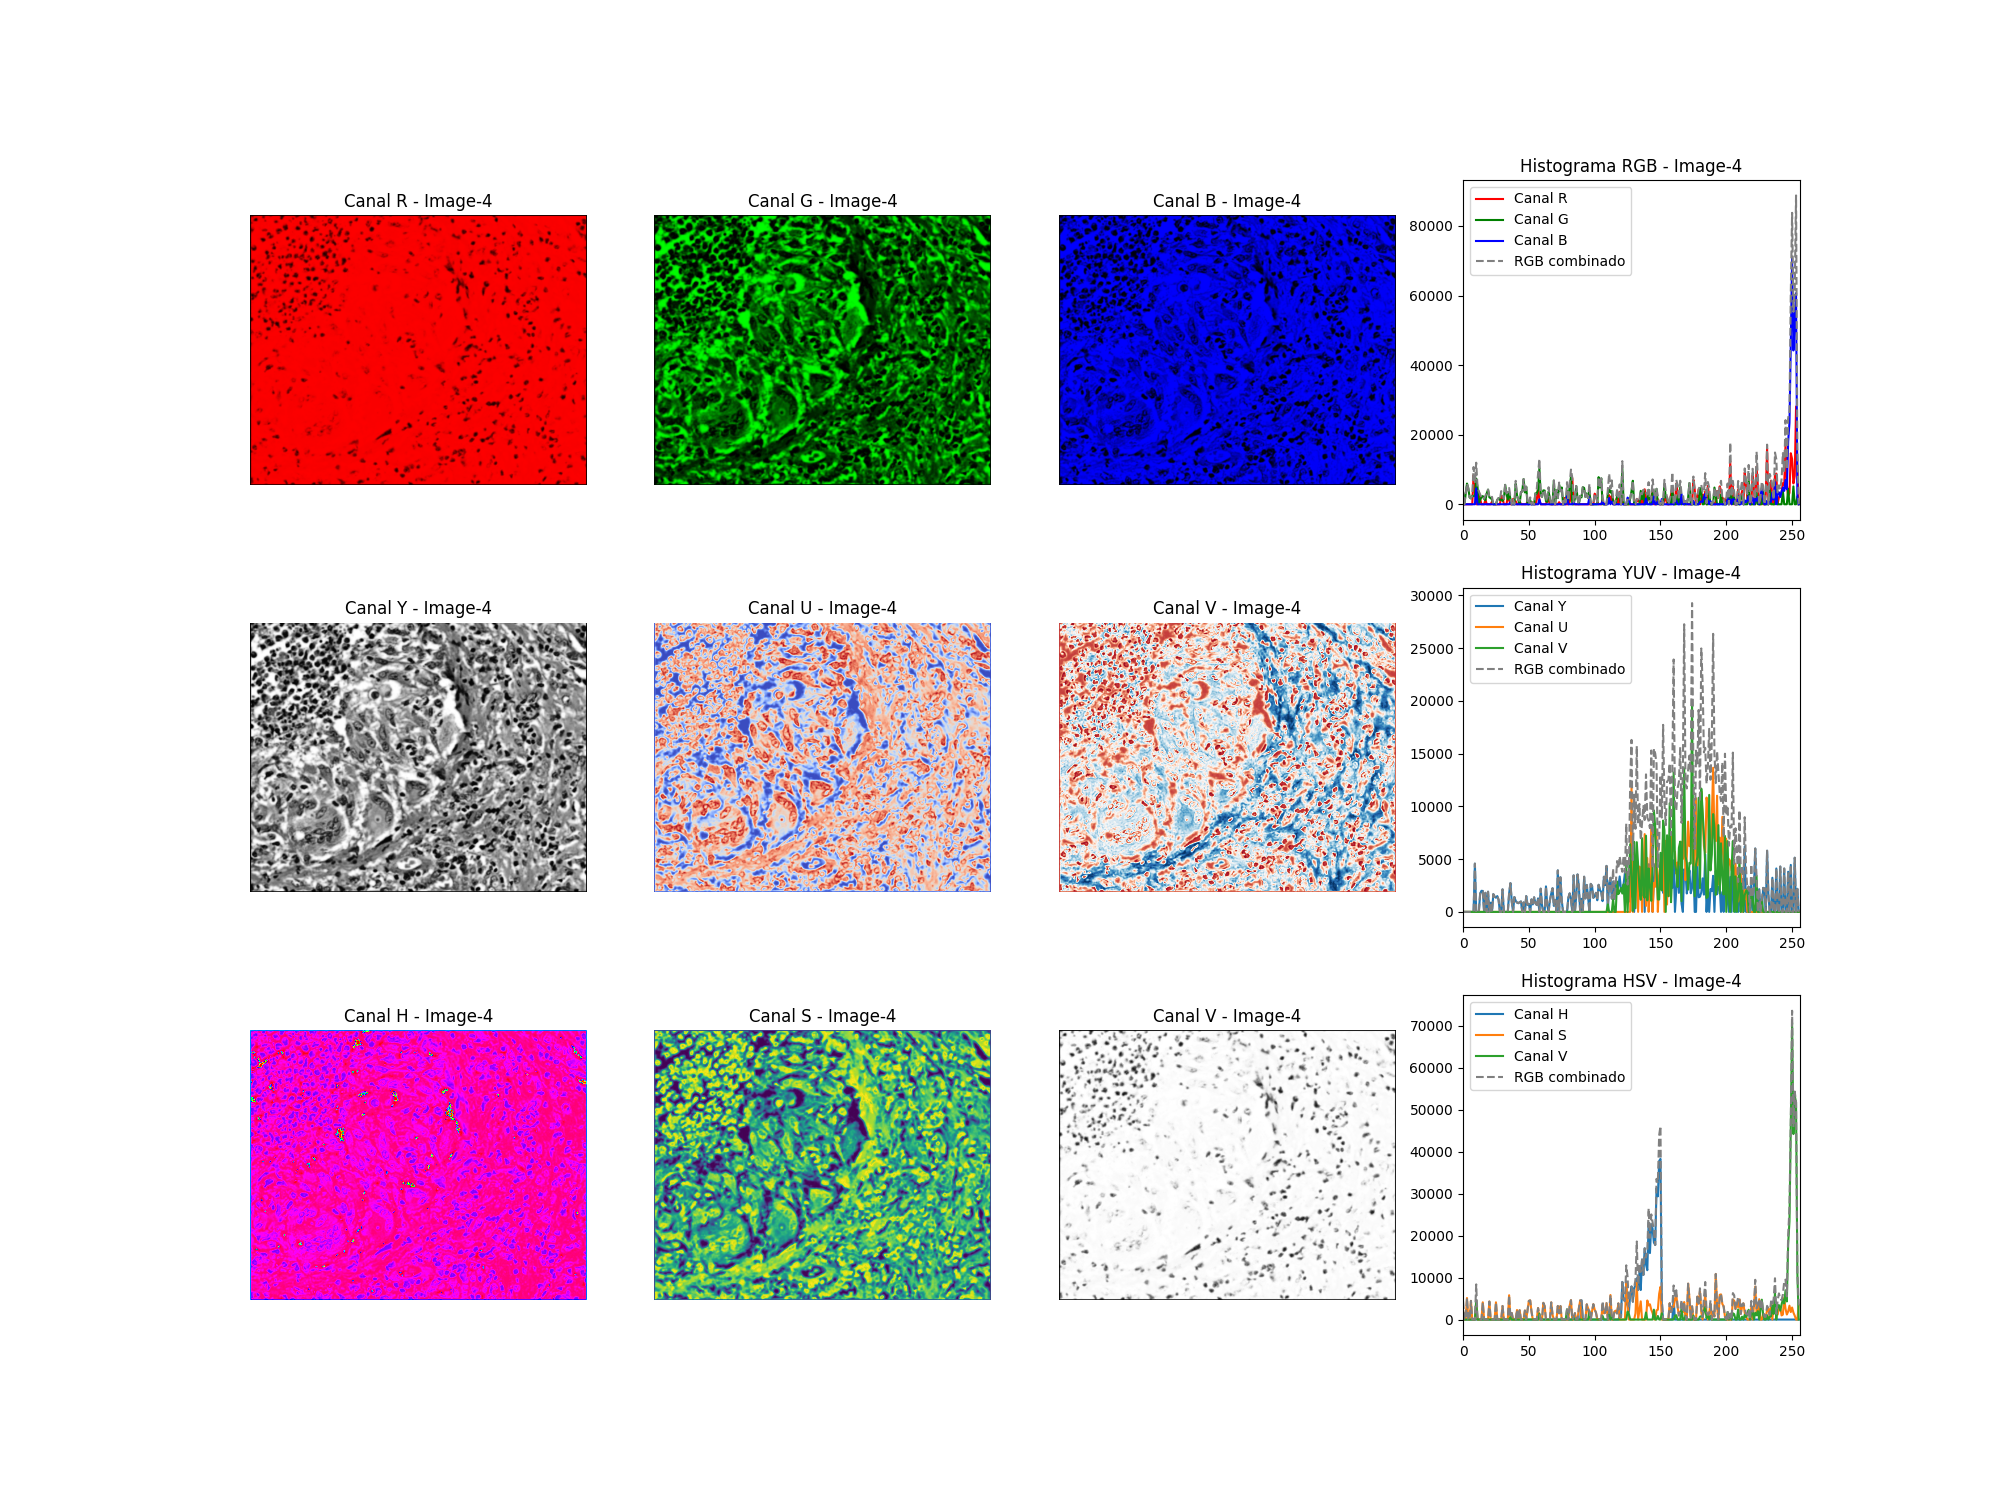 Canal R - Image-4
Canal G - Image-4
Canal B - Image-4
Histograma RGB - Image-4
Canal R
Canal G
Canal B
RGB combinado
80000
60000
40000
20000
0
0 50 100 150 200 250
Canal Y - Image-4
Canal U - Image-4
Canal V - Image-4
Histograma YUV - Image-4
Canal Y
Canal U
Canal V
RGB combinado
30000
25000
20000
15000
10000
5000
0
0 50 100 150 200 250
Canal H - Image-4
Canal S - Image-4
Canal V - Image-4
Histograma HSV - Image-4
Canal H
Canal S
Canal V
RGB combinado
70000
60000
50000
40000
30000
20000
10000
0
0 50 100 150 200 250